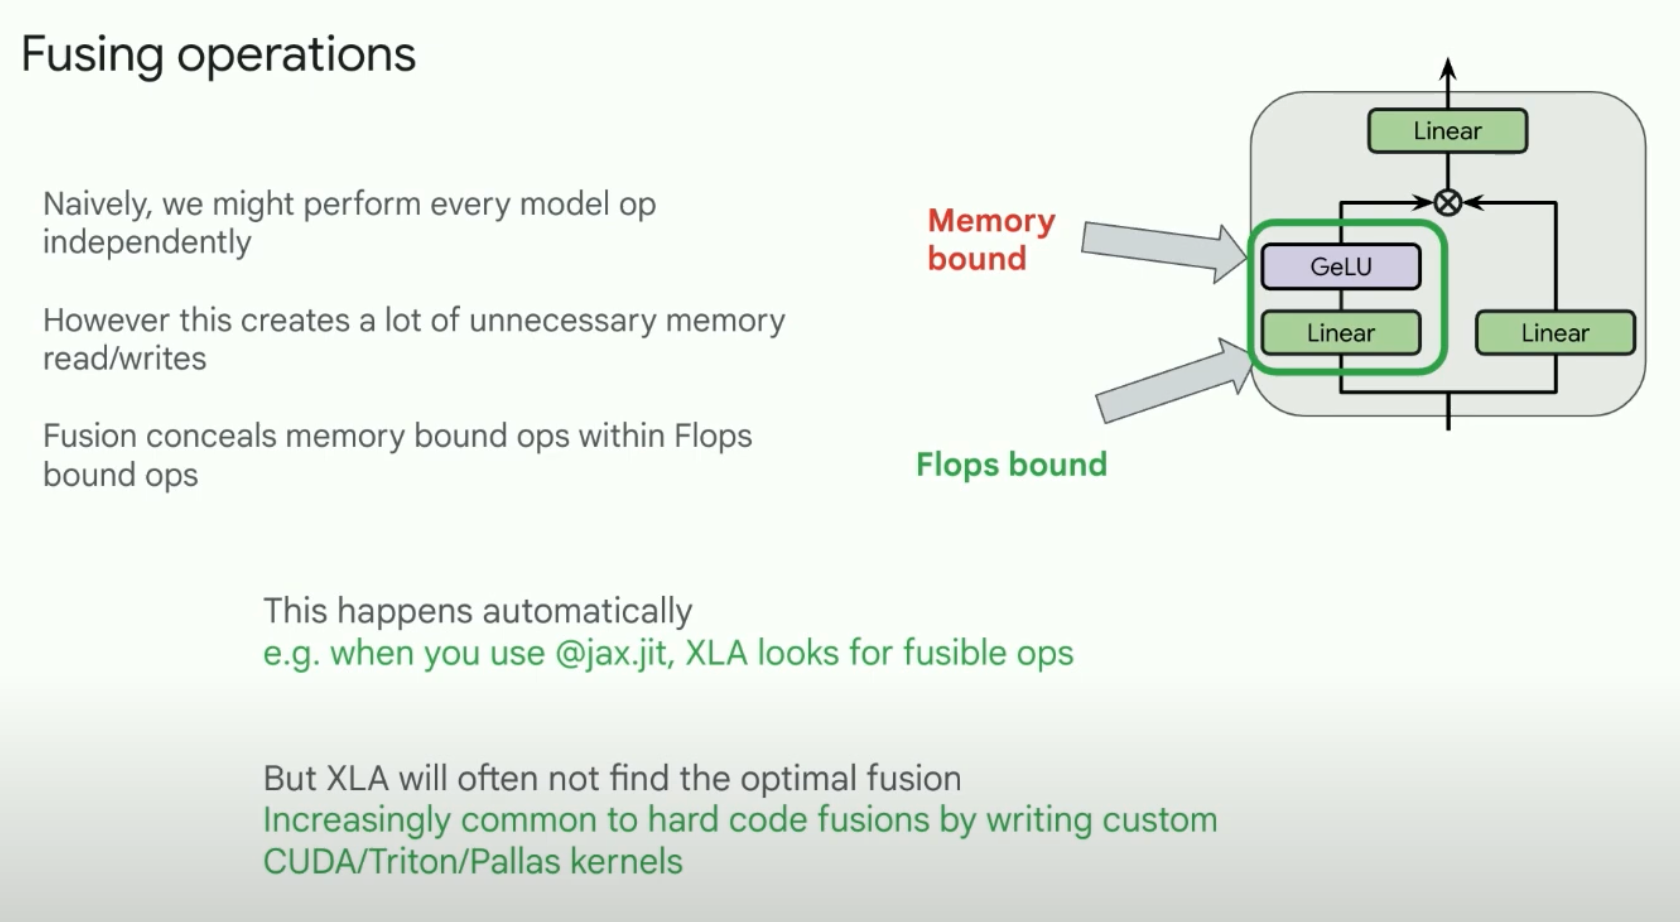 Fusing operations
Naively, we might perform every model op
independently
However this creates a lot of unnecessary memory
read/writes
Fusion conceals memory bound ops within Flops
bound ops
Memory
bound
Flops bound
Linear
GeLU
Linear
Linear
This happens automatically
e.g. when you use @jax.jit, XLA looks for fusible ops
But XLA will often not find the optimal fusion
Increasingly common to hard code fusions by writing custom
CUDA/Triton/Pallas kernels